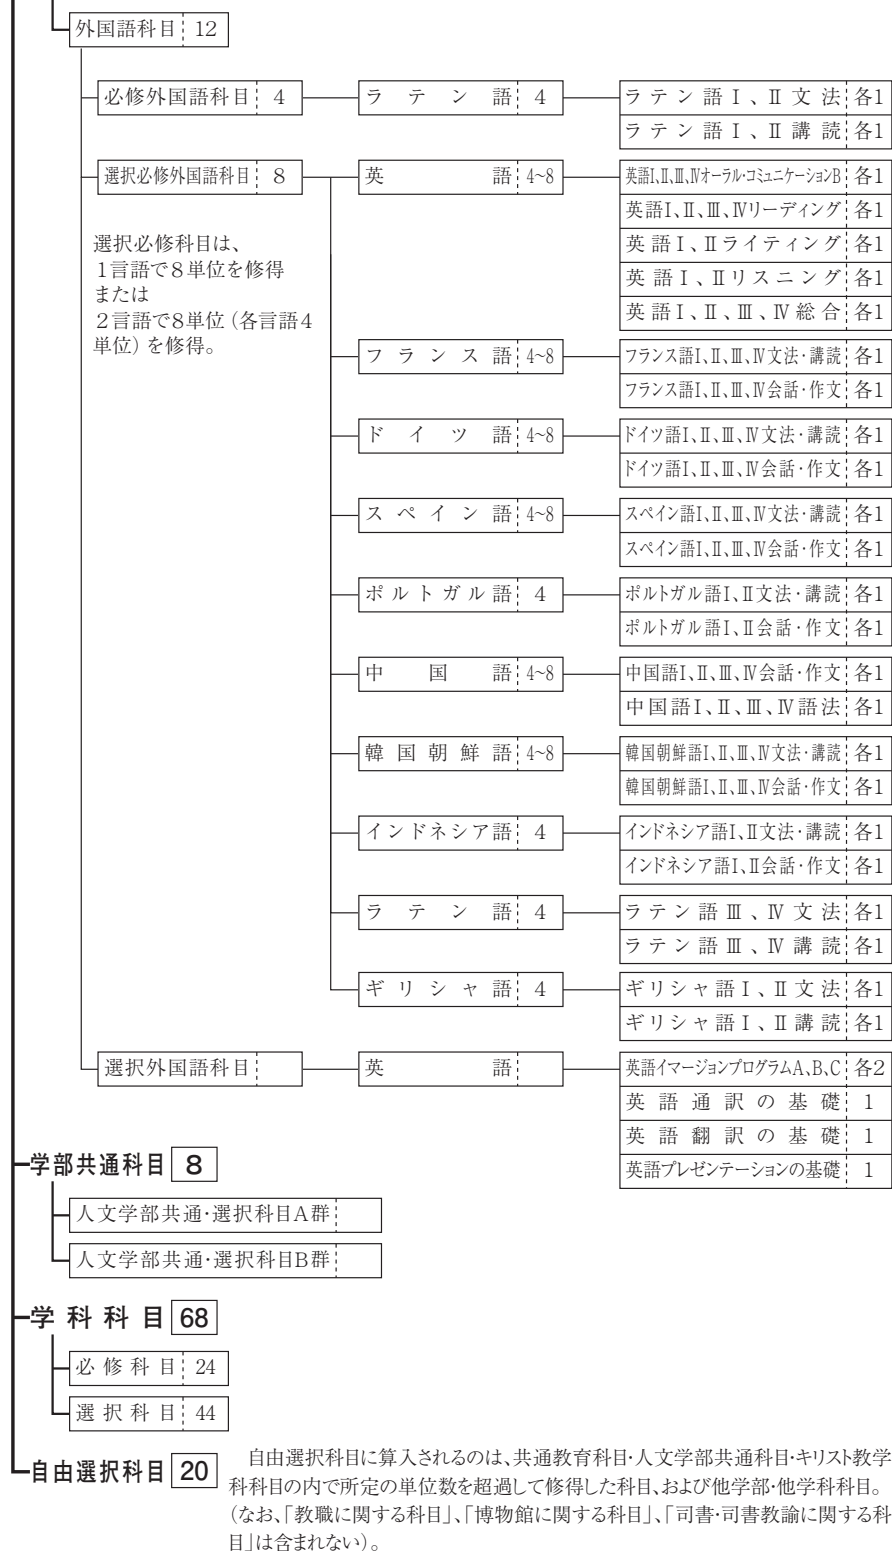 外国語科目 12
必修外国語科目 4 ラテン語 4 ラテン語Ⅰ、Ⅱ文法 各1
ラテン語Ⅰ、Ⅱ講読 各1
選択必修外国語科目 8 英語 4~8 英語Ⅰ,Ⅱ,Ⅲ,Ⅳオーラル・コミュニケーションB 各1
英語Ⅰ、Ⅱ、Ⅲ、Ⅳリーディング 各1
英語Ⅰ、Ⅱライティング 各1
英語Ⅰ、Ⅱリスニング 各1
英語Ⅰ、Ⅱ、Ⅲ、Ⅳ総合 各1
選択必修科目は、
1言語で8単位を修得
または
2言語で8単位(各言語4
単位)を修得。
フランス語 4~8 フランス語Ⅰ、Ⅱ、Ⅲ、Ⅳ文法・講読 各1
フランス語Ⅰ、Ⅱ、Ⅲ、Ⅳ会話・作文 各1
ドイツ語 4~8 ドイツ語Ⅰ、Ⅱ、Ⅲ、Ⅳ文法・講読 各1
ドイツ語Ⅰ、Ⅱ、Ⅲ、Ⅳ会話・作文 各1
スペイン語 4~8 スペイン語Ⅰ、Ⅱ、Ⅲ、Ⅳ文法・講読 各1
スペイン語Ⅰ、Ⅱ、Ⅲ、Ⅳ会話・作文 各1
ポルトガル語 4 ポルトガル語Ⅰ、Ⅱ文法・講読 各1
ポルトガル語Ⅰ、Ⅱ会話・作文 各1
中国語 4~8 中国語Ⅰ、Ⅱ、Ⅲ、Ⅳ会話・作文 各1
中国語Ⅰ、Ⅱ、Ⅲ、Ⅳ語法 各1
韓国朝鮮語 4~8 韓国朝鮮語Ⅰ、Ⅱ、Ⅲ、Ⅳ文法・講読 各1
韓国朝鮮語Ⅰ、Ⅱ、Ⅲ、Ⅳ会話・作文 各1
インドネシア語 4 インドネシア語Ⅰ、Ⅱ文法・講読 各1
インドネシア語Ⅰ、Ⅱ会話・作文 各1
ラテン語 4 ラテン語Ⅲ、Ⅳ文法 各1
ラテン語Ⅲ、Ⅳ講読 各1
ギリシャ語 4 ギリシャ語Ⅰ、Ⅱ文法 各1
ギリシャ語Ⅰ、Ⅱ講読 各1
選択外国語科目 英語 英語イマージョンプログラムA、B、C 各2
英語通訳の基礎 1
英語翻訳の基礎 1
英語プレゼンテーションの基礎 1
学部共通科目 8
人文学部共通・選択科目A群
人文学部共通・選択科目B群
学科科目 68
必修科目 24
選択科目 44
自由選択科目 20
自由選択科目に算入されるのは、共通教育科目・人文学部共通科目・キリスト教学
科科目の内で所定の単位数を超過して修得した科目、および他学部・他学科科目。
(なお、「教職に関する科目」、「博物館に関する科目」、「司書・司書教諭に関する科
目」は含まれない)。